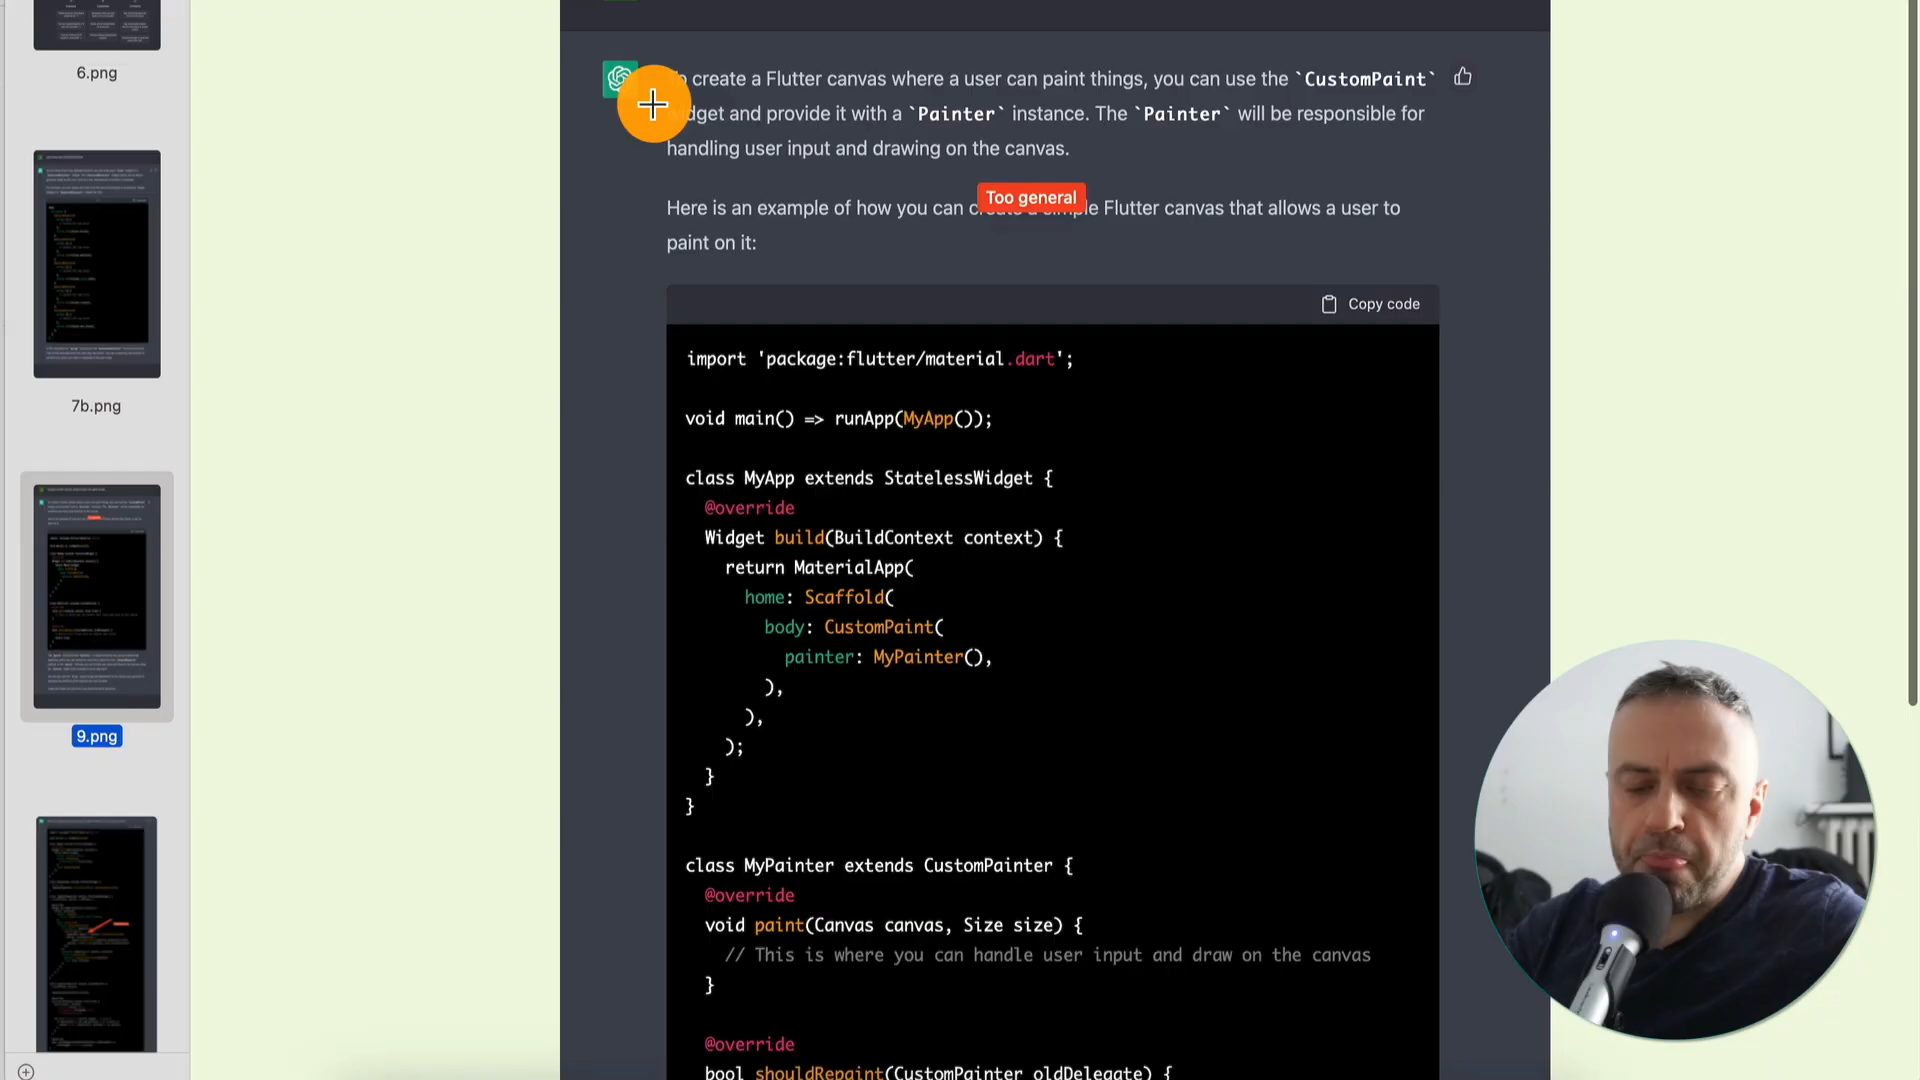 6.png
7b.png
9.png
To create a Flutter canvas where a user can paint things, you can use the `CustomPaint`
widget and provide it with a `Painter` instance. The `Painter` will be responsible for
handling user input and drawing on the canvas.
Too general
Here is an example of how you can create a simple Flutter canvas that allows a user to
paint on it:
Copy code
import 'package:flutter/material.dart';
void main() => runApp(MyApp());
class MyApp extends StatelessWidget {
@override
Widget build(BuildContext context) {
return MaterialApp(
home: Scaffold(
body: CustomPaint(
painter: MyPainter(),
),
),
);
}
}
class MyPainter extends CustomPainter {
@override
void paint(Canvas canvas, Size size) {
// This is where you can handle user input and draw on the canvas
}
@override
bool shouldRepaint(CustomPainter oldDelegate) {